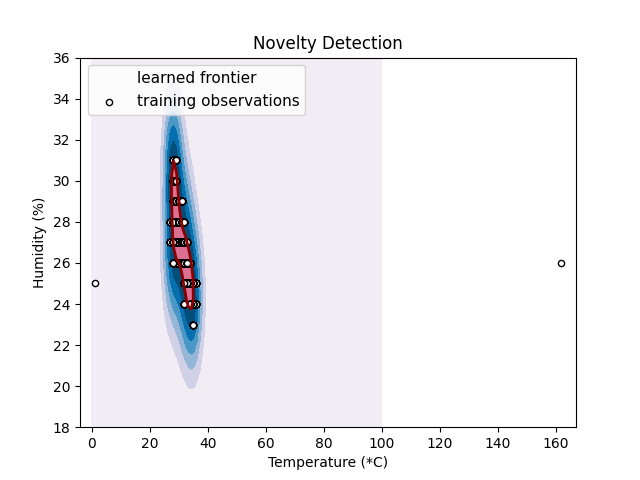 Novelty Detection
learned frontier
training observations
36
34
32
30
28
26
24
22
20
18
Humidity (%)
0 20 40 60 80 100 120 140 160
Temperature (*C)